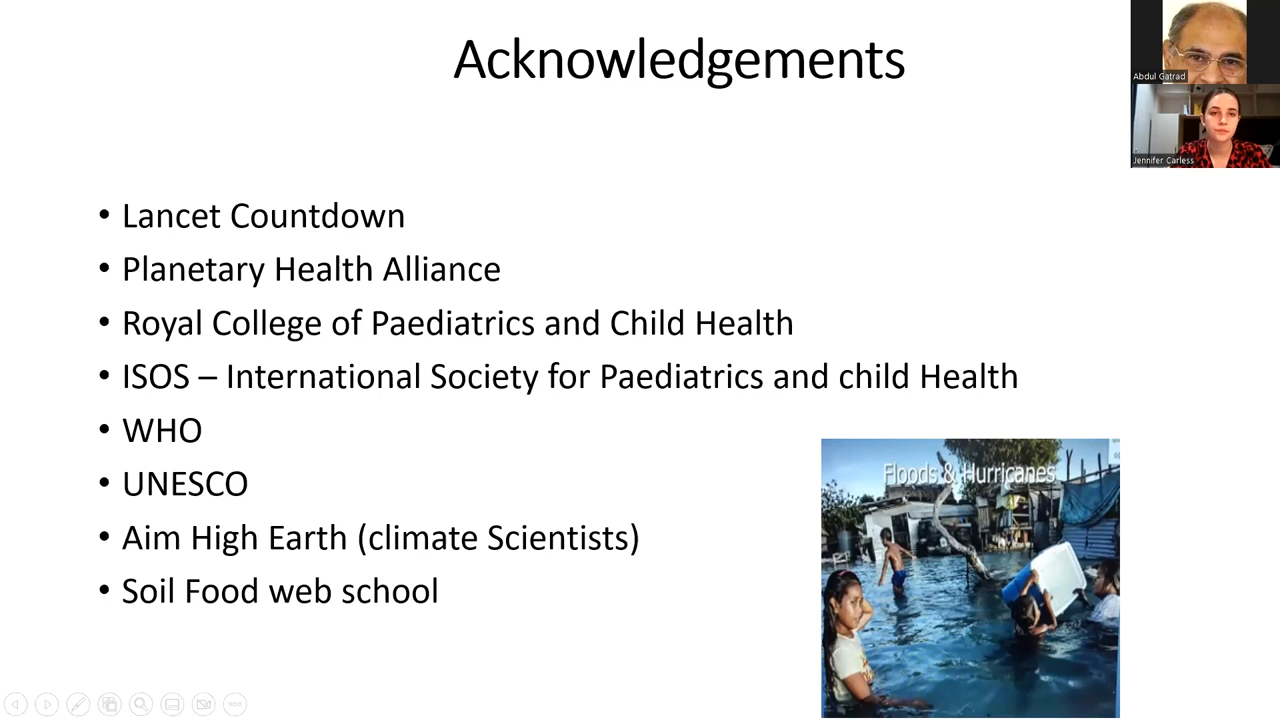 Acknowledgements
Abdul Gatrad
Jennifer Carless
• Lancet Countdown
• Planetary Health Alliance
• Royal College of Paediatrics and Child Health
• ISOS – International Society for Paediatrics and child Health
• WHO
• UNESCO
• Aim High Earth (climate Scientists)
• Soil Food web school
Floods & Hurricanes